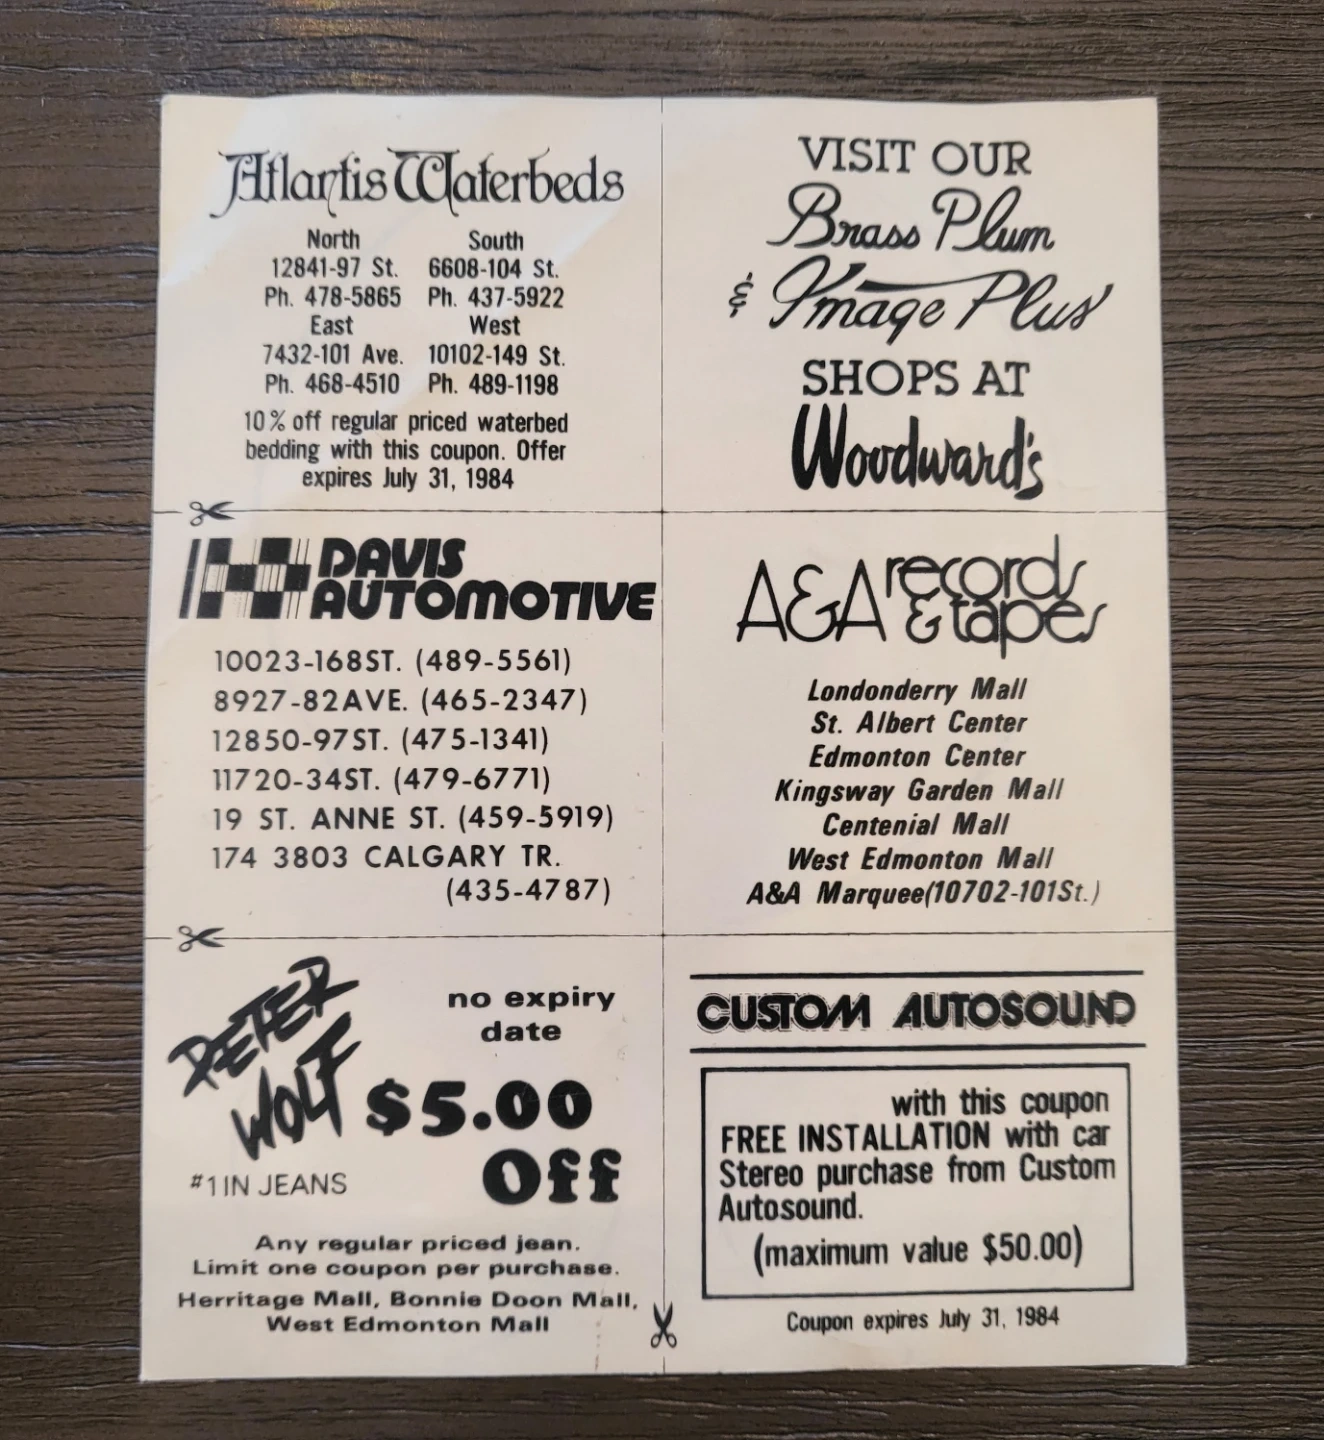 Atlantis Waterbeds
North South
12841-97 St. 6608-104 St.
Ph. 478-5865 Ph. 437-5922
East West
7432-101 Ave. 10102-149 St.
Ph. 468-4510 Ph. 489-1198
10% off regular priced waterbed
bedding with this coupon. Offer
expires July 31, 1984
VISIT OUR
Brass Plum
& Image Plus
SHOPS AT
Woodward's
DAVIS
AUTOMOTIVE
10023-168ST. (489-5561)
8927-82AVE. (465-2347)
12850-97ST. (475-1341)
11720-34ST. (479-6771)
19 ST. ANNE ST. (459-5919)
174 3803 CALGARY TR.
(435-4787)
A&A records
& tapes
Londonderry Mall
St. Albert Center
Edmonton Center
Kingsway Garden Mall
Centenial Mall
West Edmonton Mall
A&A Marquee(10702-101St.)
PETER
WOLF
#1 IN JEANS
no expiry
date
$5.00
Off
Any regular priced jean.
Limit one coupon per purchase.
Herritage Mall, Bonnie Doon Mall,
West Edmonton Mall
CUSTOM AUTOSOUND
with this coupon
FREE INSTALLATION with car
Stereo purchase from Custom
Autosound.
(maximum value $50.00)
Coupon expires July 31, 1984